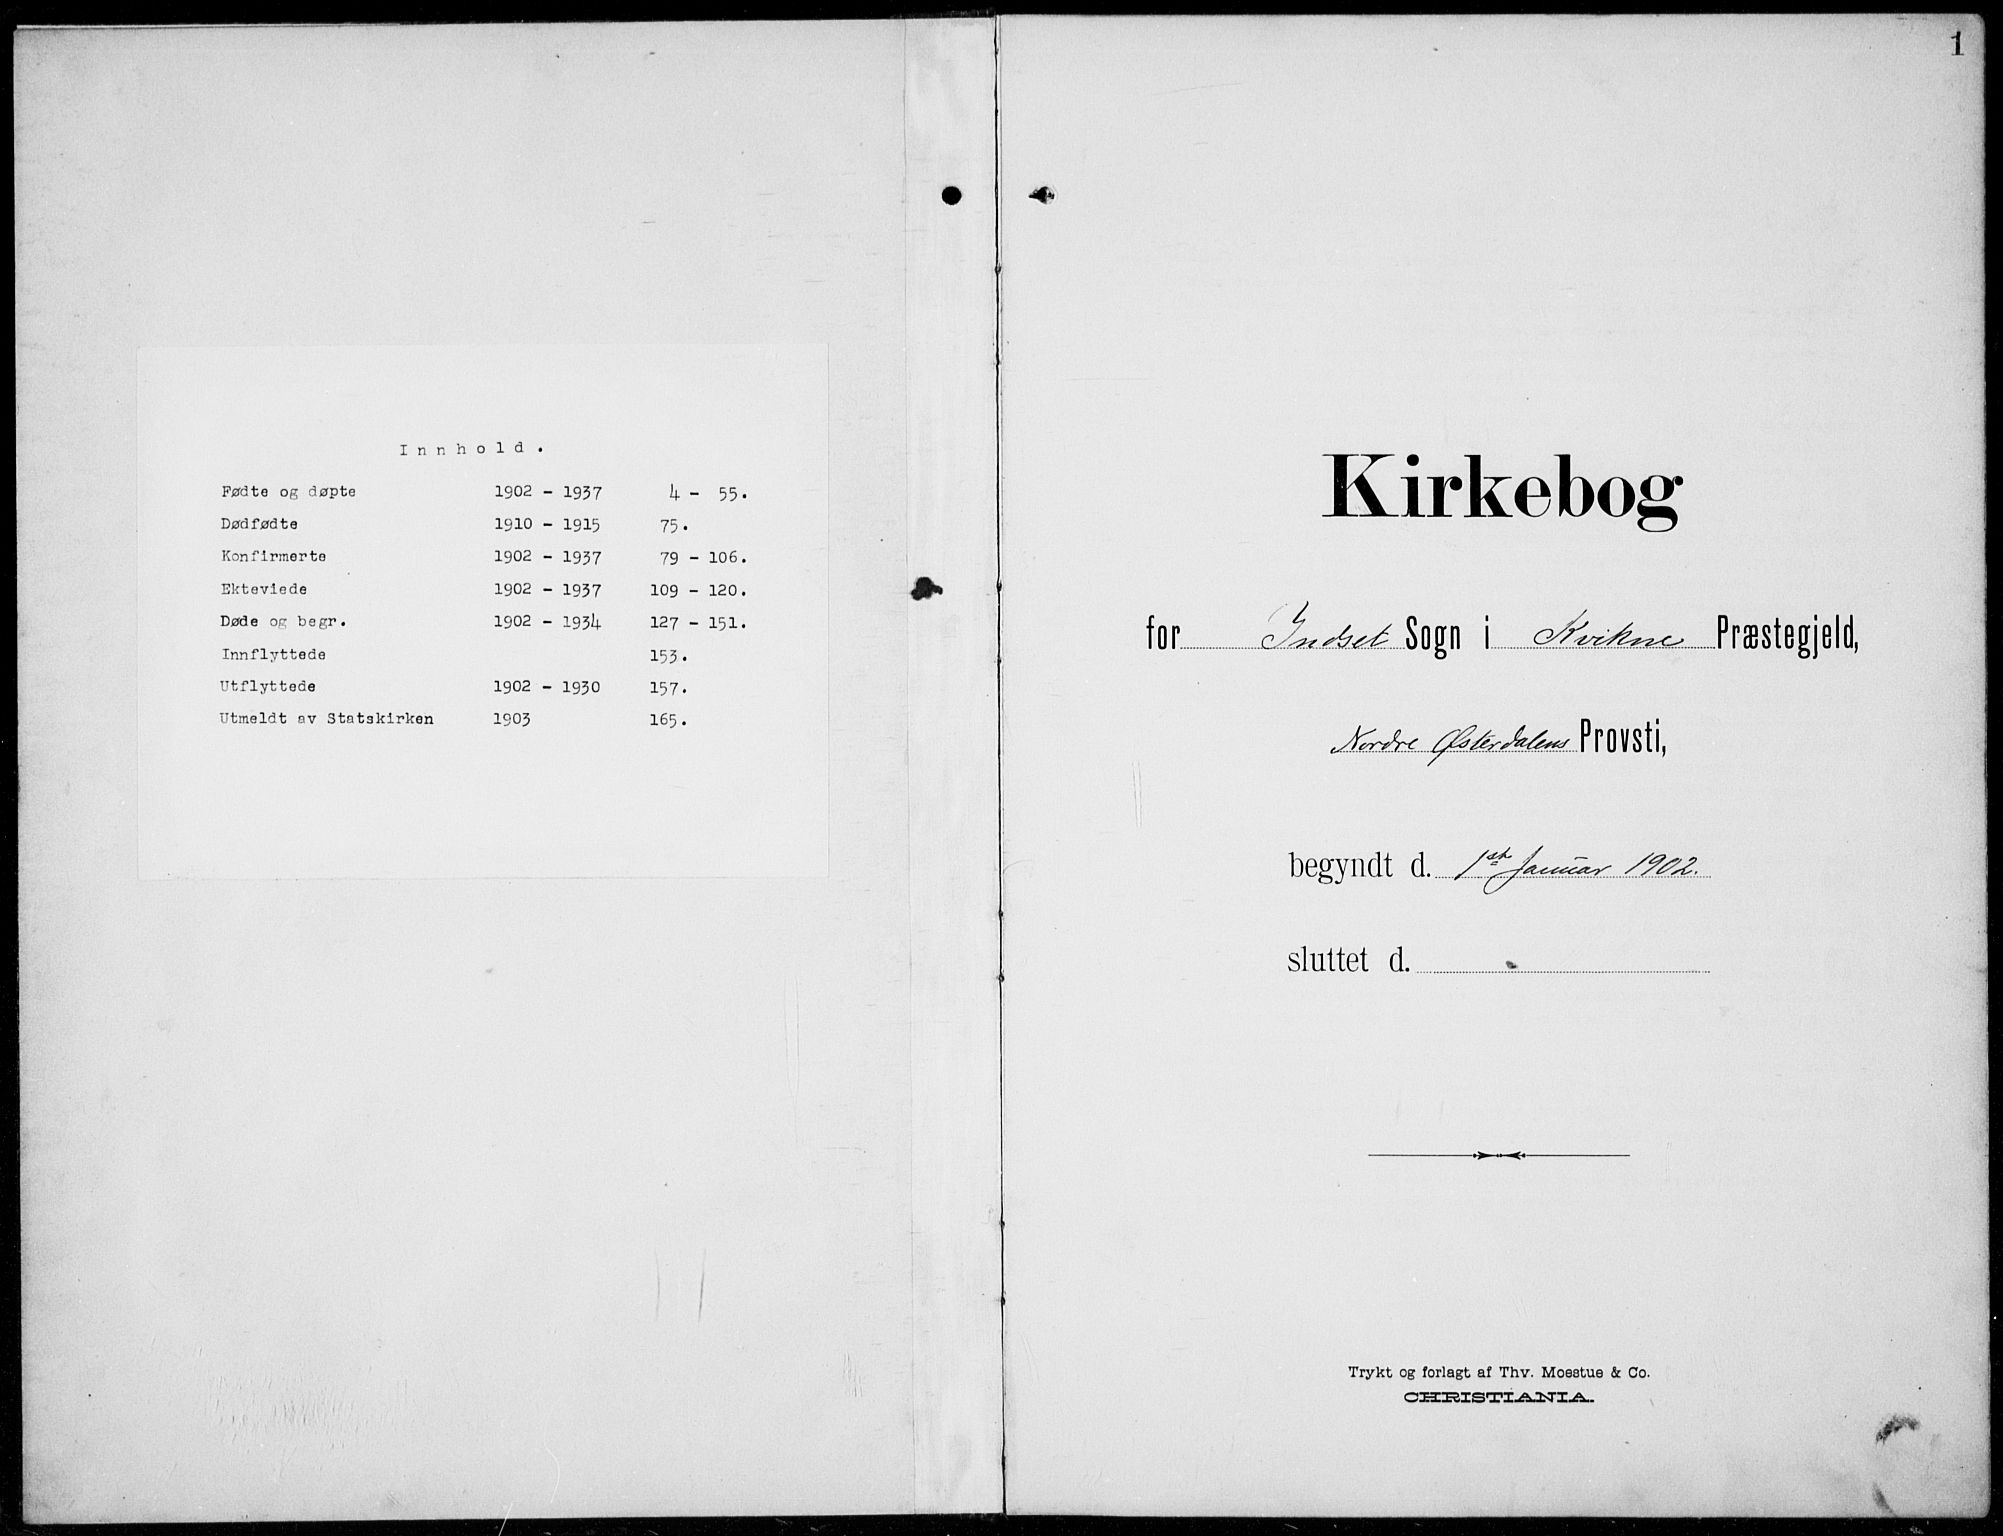 Innhold.
Fødte og døpte 1902 - 1937 4 - 55.
Dødfødte 1910 - 1915 75.
Konfirmerte 1902 - 1937 79 - 106.
Ekteviede 1902 - 1937 109 - 120.
Døde og begr. 1902 - 1934 127 - 151.
Innflyttede 153.
Utflyttede 1902 - 1930 157.
Utmeldt av Statskirken 1903 165.
1
Kirkebog
for Indset Sogn i Kvikne Præstegjeld,
Nordre Østerdalens Provsti,
begyndt d. 1st Januar 1902.
sluttet d.
Trykt og forlagt af Thv. Moestue & Co.
CHRISTIANIA.